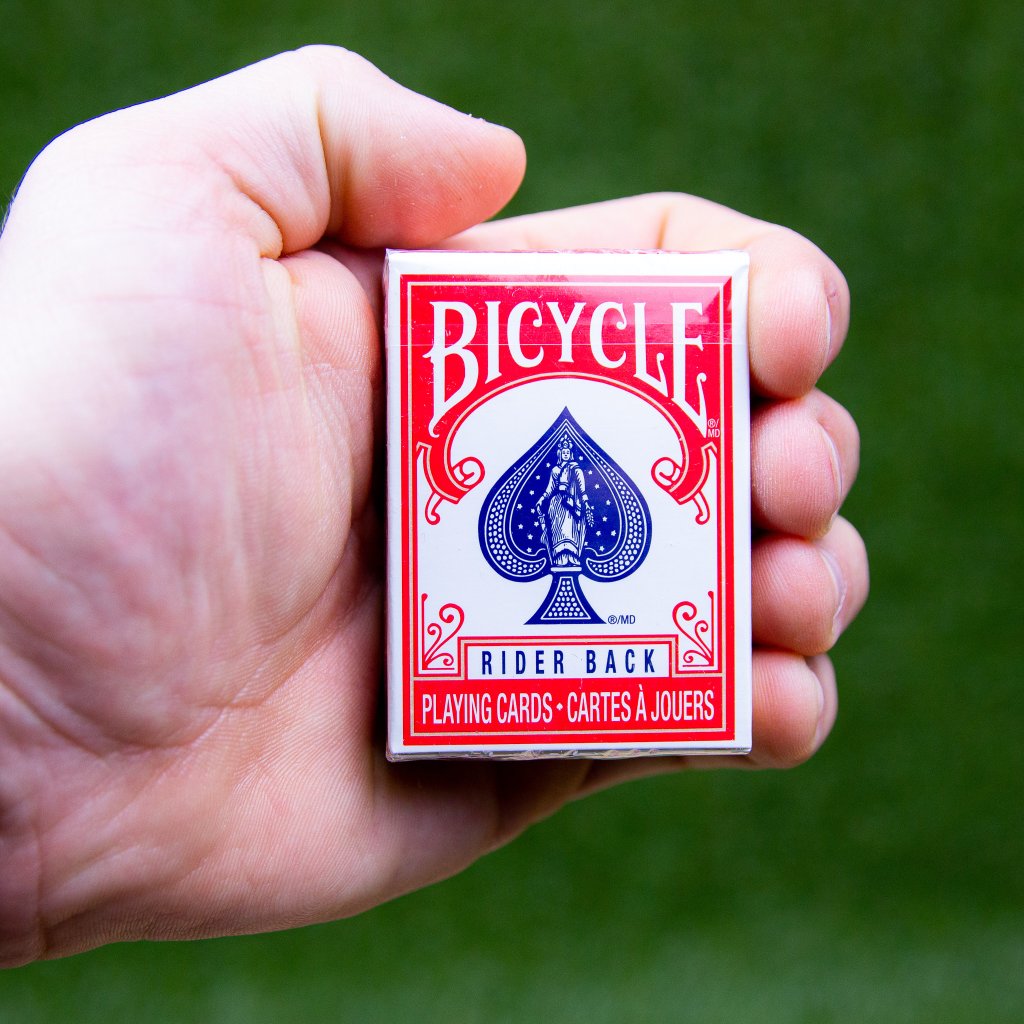 BICYCLE
®/
MD
®/MD
RIDER BACK
PLAYING CARDS • CARTES À JOUERS